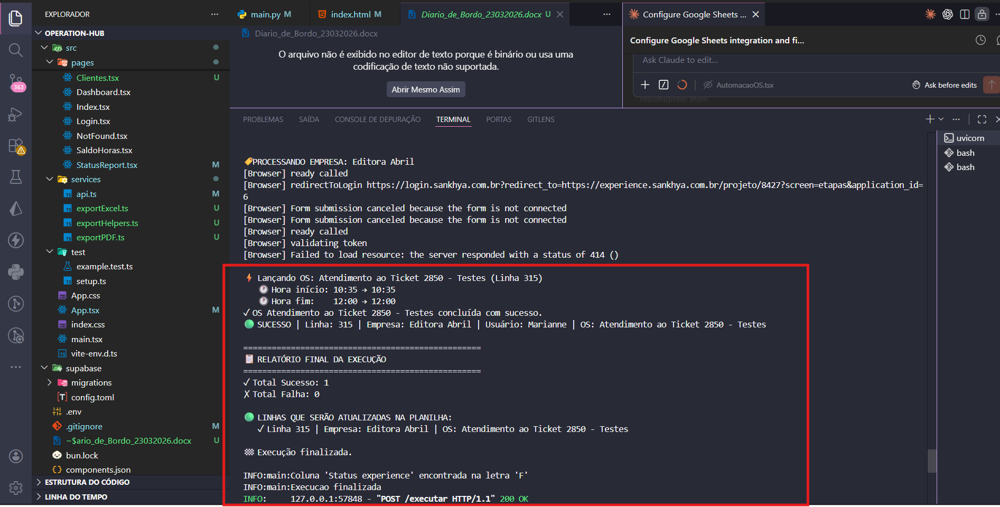 EXPLORADOR
OPERATION-HUB
src
pages
Clientes.tsx U
Dashboard.tsx
Index.tsx
Login.tsx
NotFound.tsx
SaldoHoras.tsx
StatusReport.tsx M
services
api.ts M
exportExcel.ts U
exportHelpers.ts U
exportPDF.ts U
test
example.test.ts
setup.ts
App.css
App.tsx M
index.css
main.tsx
vite-env.d.ts
supabase
migrations
config.toml
.env
.gitignore M
~$ario_de_Bordo_23032026.docx U
bun.lock
components.json
ESTRUTURA DO CÓDIGO
LINHA DO TEMPO
363
main.py M
index.html M
Diario_de_Bordo_23032026.docx U
Diario_de_Bordo_23032026.docx
O arquivo não é exibido no editor de texto porque é binário ou usa uma
codificação de texto não suportada.
Abrir Mesmo Assim
Configure Google Sheets ...
Configure Google Sheets integration and fi...
Ask Claude to edit...
AutomacaoOS.tsx
Ask before edits
resumidinho msm
PROBLEMAS SAÍDA CONSOLE DE DEPURAÇÃO TERMINAL PORTAS GITLENS
uvicorn
bash
bash
PROCESSANDO EMPRESA: Editora Abril
[Browser] ready called
[Browser] redirectToLogin https://login.sankhya.com.br?redirect_to=https://experience.sankhya.com.br/projeto/8427?screen=etapas&application_id=
6
[Browser] Form submission canceled because the form is not connected
[Browser] Form submission canceled because the form is not connected
[Browser] ready called
[Browser] validating token
[Browser] Failed to load resource: the server responded with a status of 414 ()
⚡ Lançando OS: Atendimento ao Ticket 2850 - Testes (Linha 315)
🕐 Hora início: 10:35 → 10:35
🕐 Hora fim: 12:00 → 12:00
✓ OS Atendimento ao Ticket 2850 - Testes concluída com sucesso.
🟢 SUCESSO | Linha: 315 | Empresa: Editora Abril | Usuário: Marianne | OS: Atendimento ao Ticket 2850 - Testes
==================================================
📋 RELATÓRIO FINAL DA EXECUÇÃO
==================================================
✓ Total Sucesso: 1
✗ Total Falha: 0
🟢 LINHAS QUE SERÃO ATUALIZADAS NA PLANILHA:
✓ Linha 315 | Empresa: Editora Abril | OS: Atendimento ao Ticket 2850 - Testes
🏁 Execução finalizada.
INFO:main:Coluna 'Status experience' encontrada na letra 'F'
INFO:main:Execucao finalizada
INFO: 127.0.0.1:57848 - "POST /executar HTTP/1.1" 200 OK